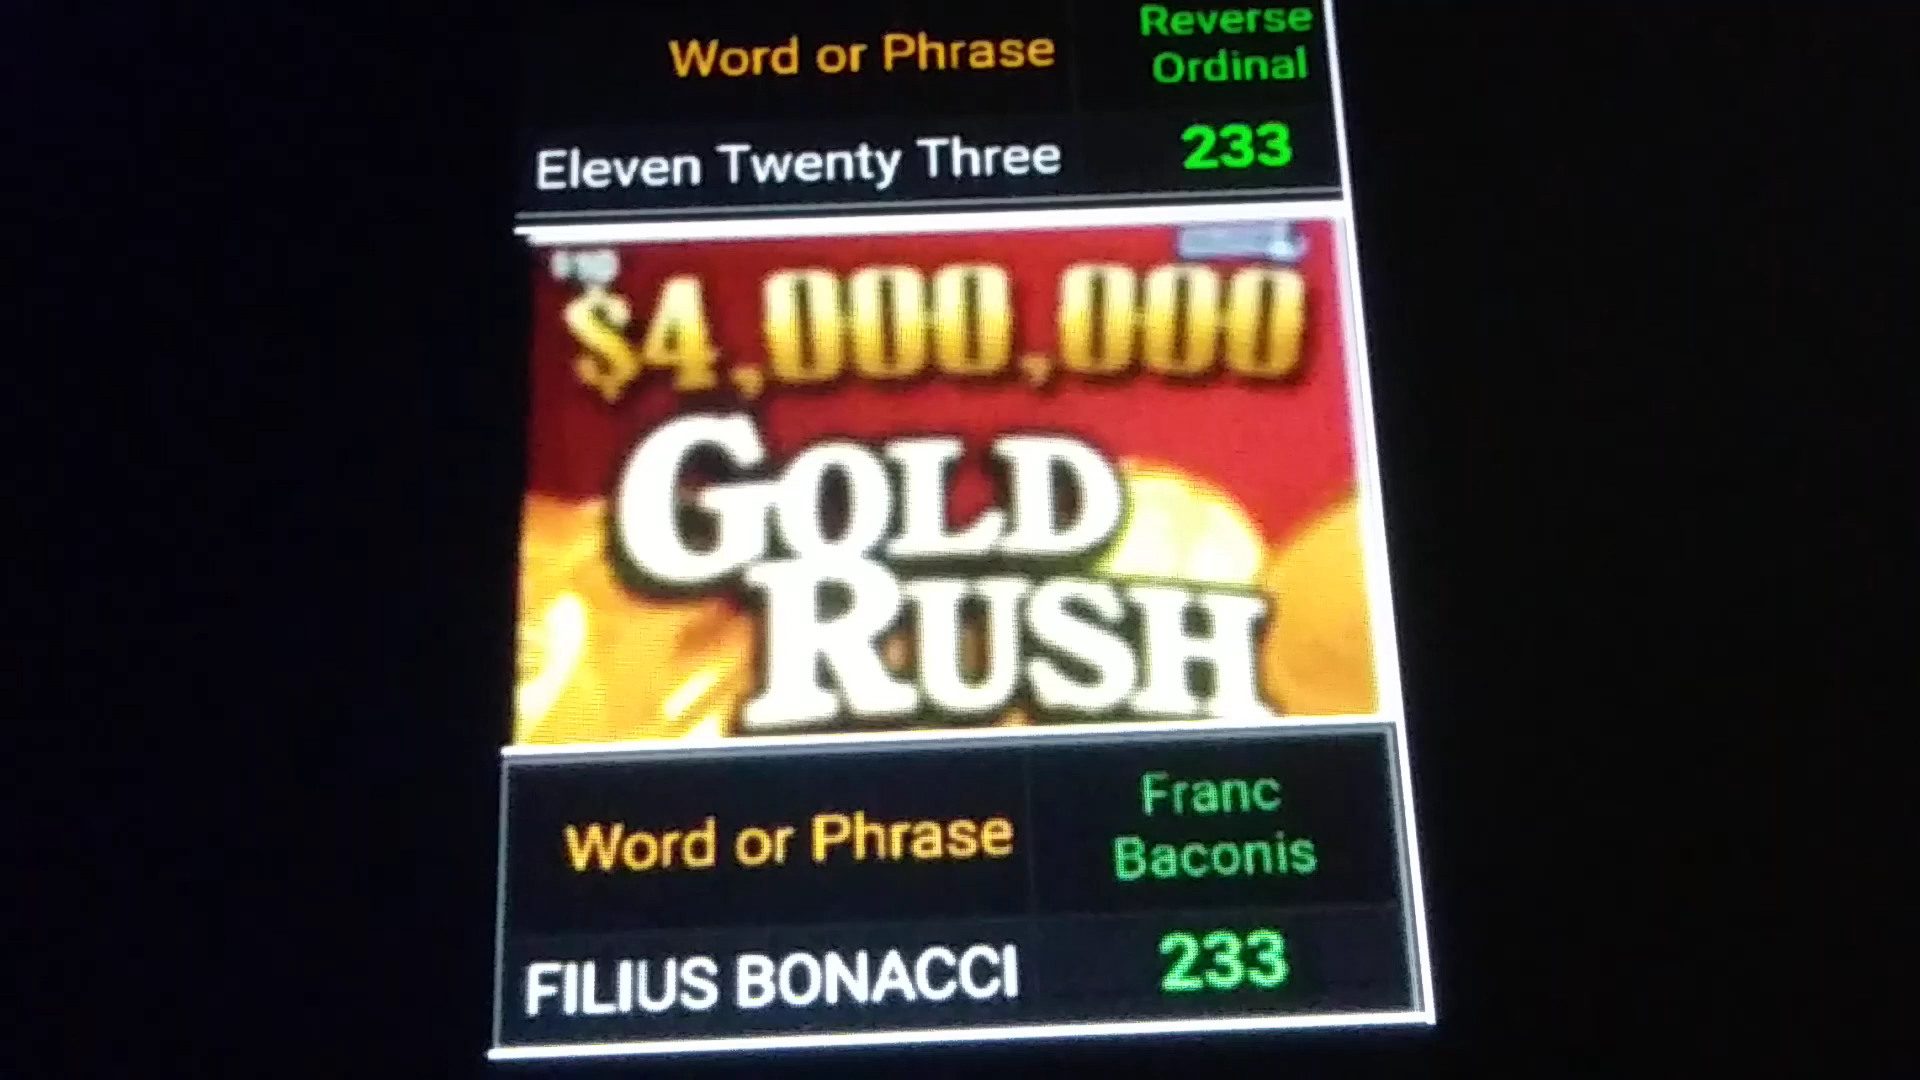 Reverse
Word or Phrase
Ordinal
Eleven Twenty Three
233
$4,000,000
GOLD
RUSH
Word or Phrase
Franc
Baconis
FILIUS BONACCI
233